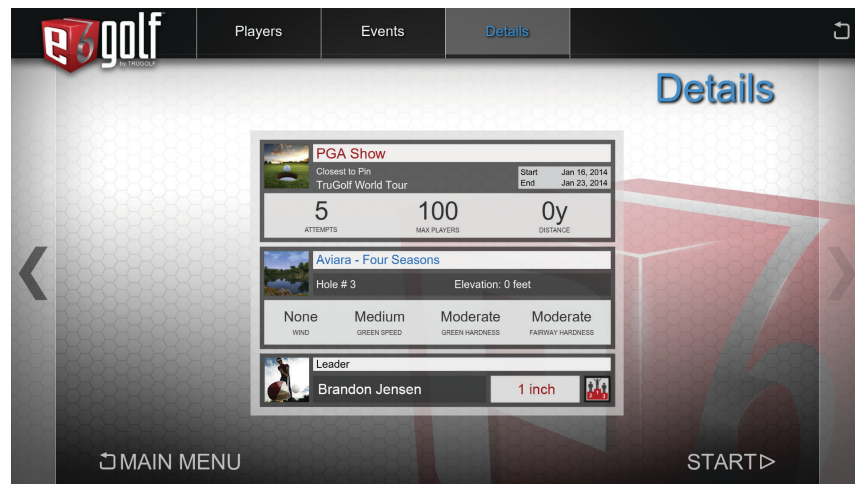 e6 golf
by TRUGOLF
Players Events Details
Details
PGA Show
Closest to Pin
TruGolf World Tour
Start Jan 16, 2014
End Jan 23, 2014
5 100 0y
ATTEMPTS MAX PLAYERS DISTANCE
Aviara - Four Seasons
Hole # 3 Elevation: 0 feet
None Medium Moderate Moderate
WIND GREEN SPEED GREEN HARDNESS FAIRWAY HARDNESS
Leader
Brandon Jensen 1 inch
MAIN MENU START